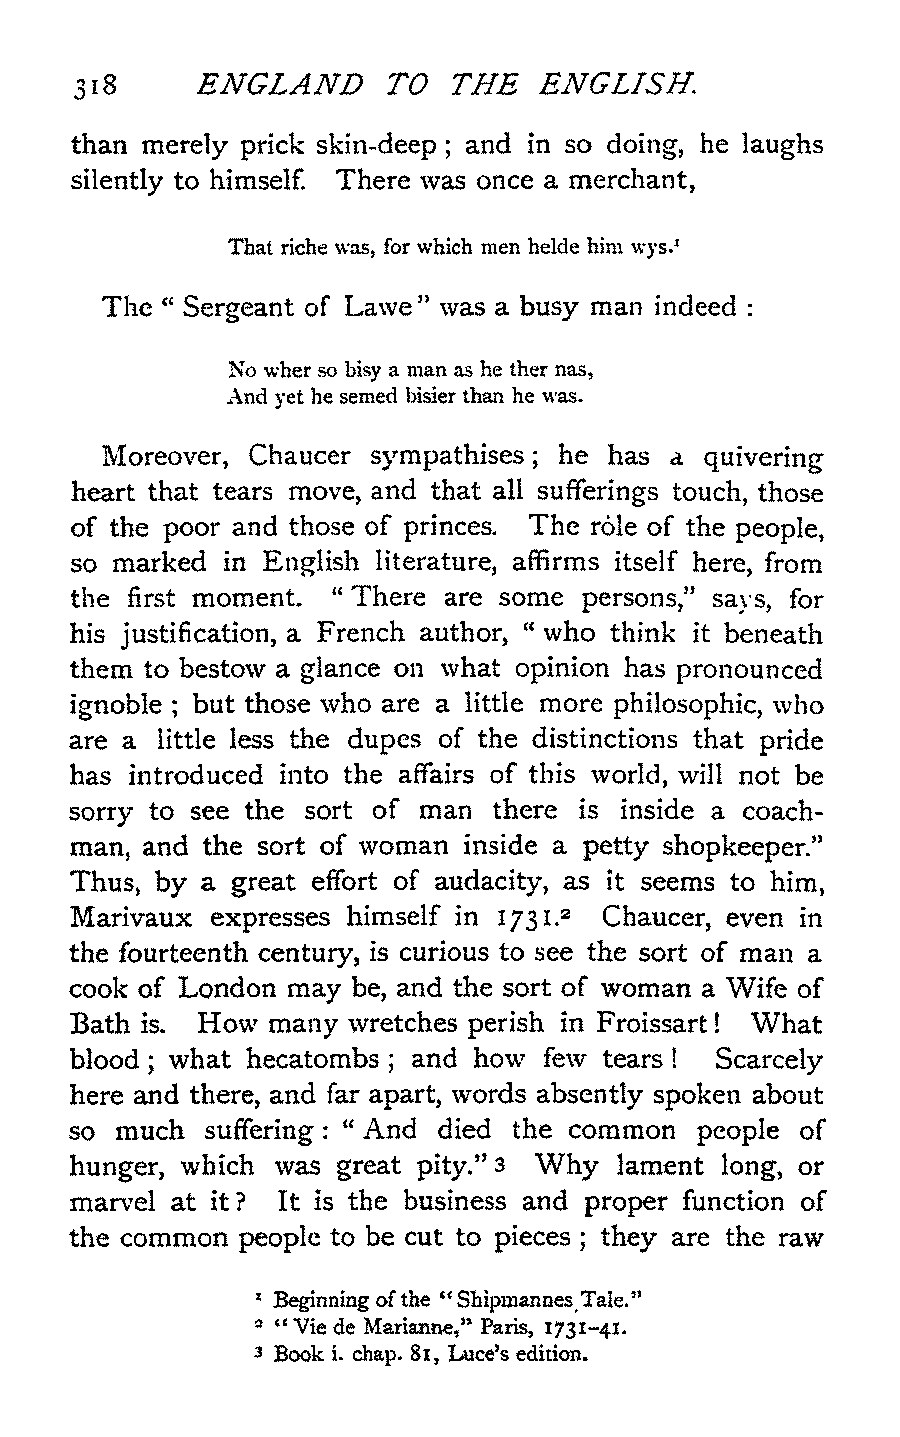 318 ENGLAND TO THE ENGLISH.
than merely prick skin-deep ; and in so doing, he laughs
silently to himself. There was once a merchant,
That riche was, for which men helde him wys.¹
The “ Sergeant of Lawe” was a busy man indeed :
No wher so bisy a man as he ther nas,
And yet he semed bisier than he was.
Moreover, Chaucer sympathises ; he has a quivering
heart that tears move, and that all sufferings touch, those
of the poor and those of princes. The rôle of the people,
so marked in English literature, affirms itself here, from
the first moment. “ There are some persons,” says, for
his justification, a French author, “ who think it beneath
them to bestow a glance on what opinion has pronounced
ignoble ; but those who are a little more philosophic, who
are a little less the dupes of the distinctions that pride
has introduced into the affairs of this world, will not be
sorry to see the sort of man there is inside a coach-
man, and the sort of woman inside a petty shopkeeper.”
Thus, by a great effort of audacity, as it seems to him,
Marivaux expresses himself in 1731.² Chaucer, even in
the fourteenth century, is curious to see the sort of man a
cook of London may be, and the sort of woman a Wife of
Bath is. How many wretches perish in Froissart ! What
blood ; what hecatombs ; and how few tears ! Scarcely
here and there, and far apart, words absently spoken about
so much suffering : “ And died the common people of
hunger, which was great pity.” ³ Why lament long, or
marvel at it ? It is the business and proper function of
the common people to be cut to pieces ; they are the raw
¹ Beginning of the “ Shipmannes Tale.”
² “ Vie de Marianne,” Paris, 1731–41.
³ Book i. chap. 81, Luce’s edition.